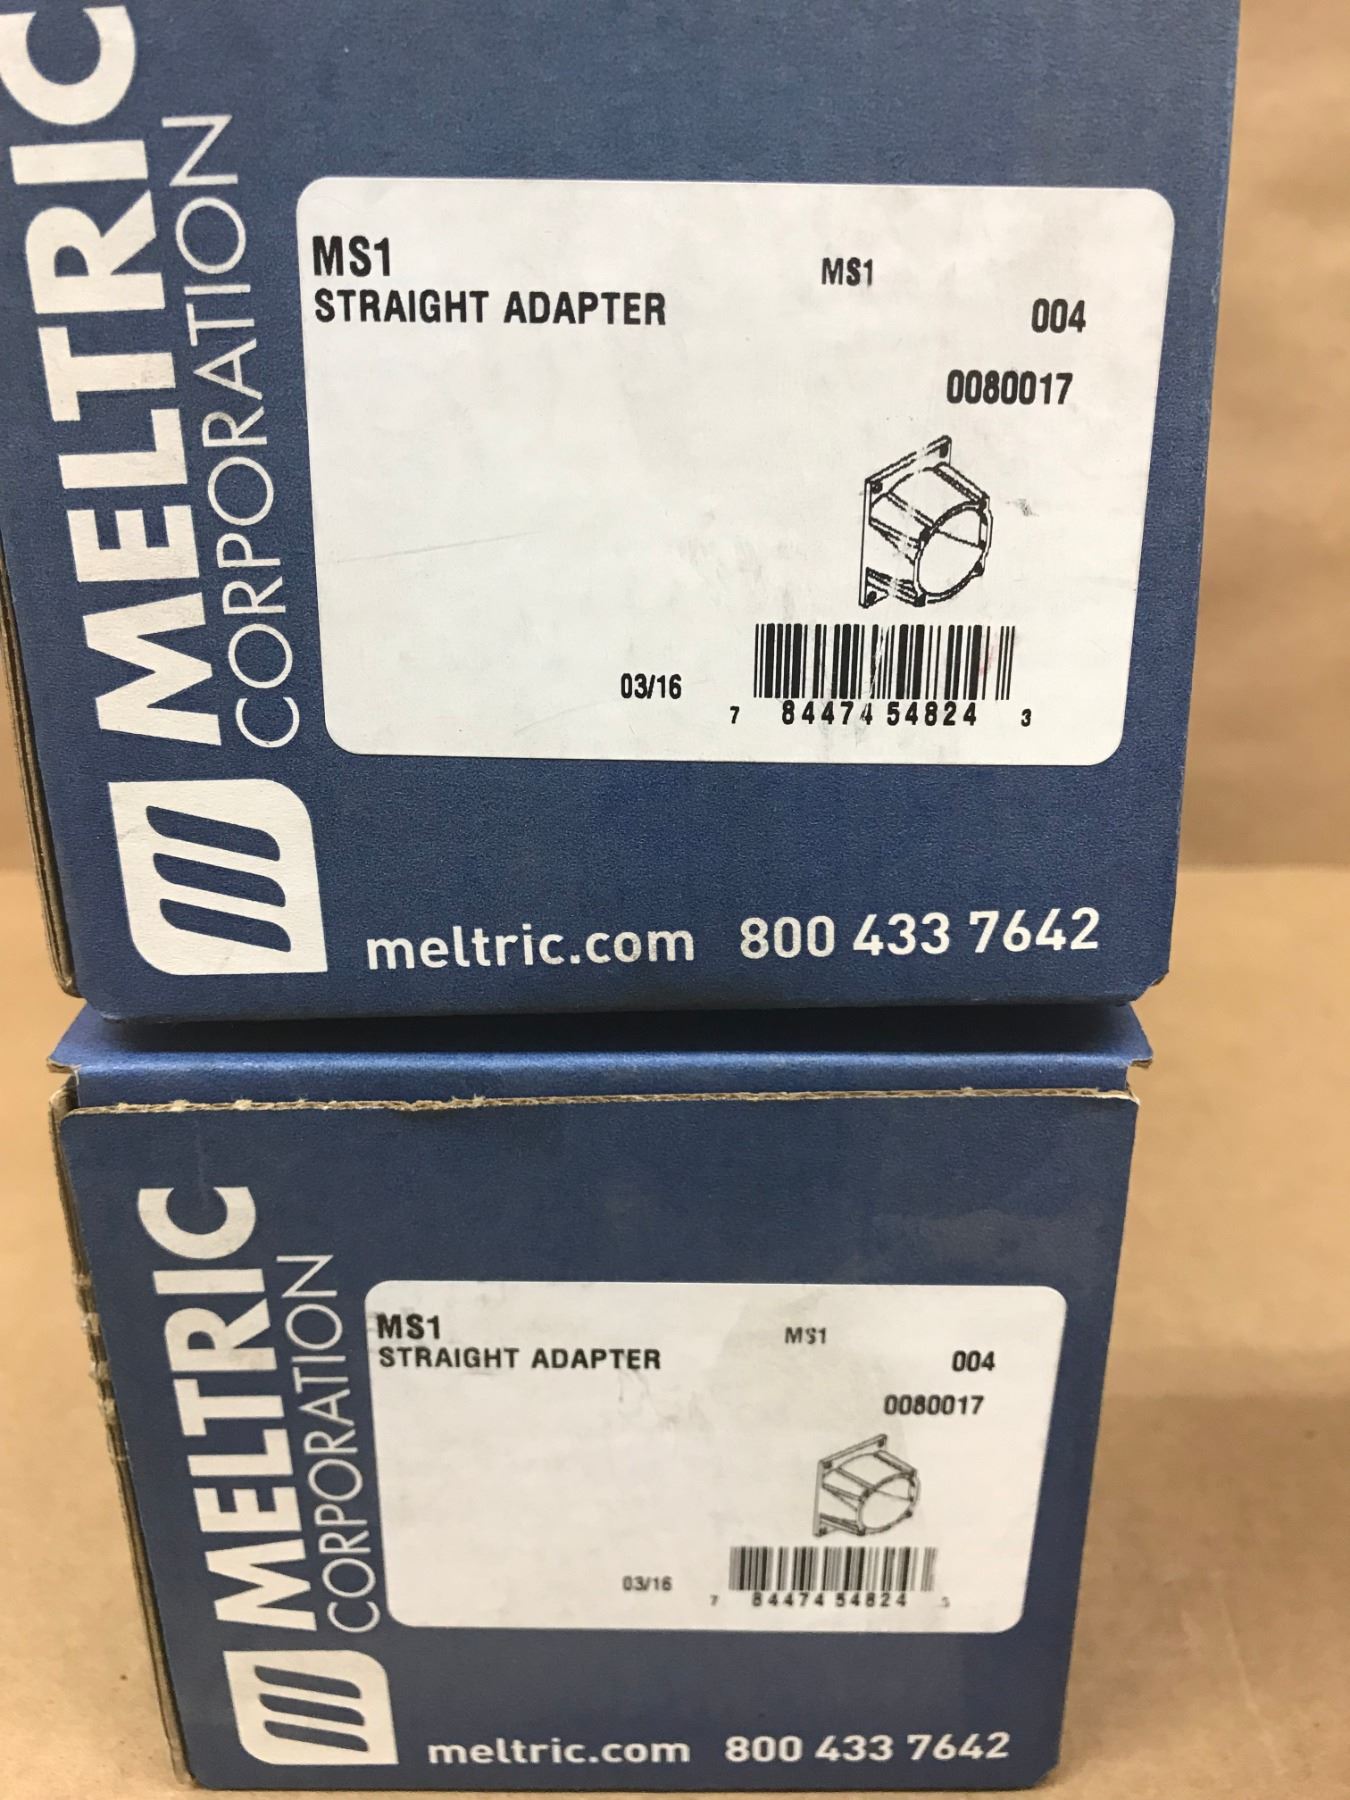 MELTRIC
CORPORATION
MS1
STRAIGHT ADAPTER
MS1
004
0080017
03/16
7 84474 54824 3
meltric.com 800 433 7642
MELTRIC
CORPORATION
MS1
STRAIGHT ADAPTER
MS1
004
0080017
03/16
7 84474 54824 3
meltric.com 800 433 7642